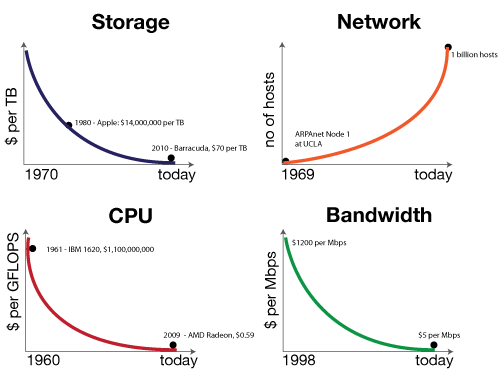 Storage
$ per TB
1980 - Apple: $14,000,000 per TB
2010 - Barracuda, $70 per TB
1970
today
Network
no of hosts
1 billion hosts
ARPAnet Node 1
at UCLA
1969
today
CPU
$ per GFLOPS
1961 - IBM 1620, $1,100,000,000
2009 - AMD Radeon, $0.59
1960
today
Bandwidth
$ per Mbps
$1200 per Mbps
$5 per Mbps
1998
today